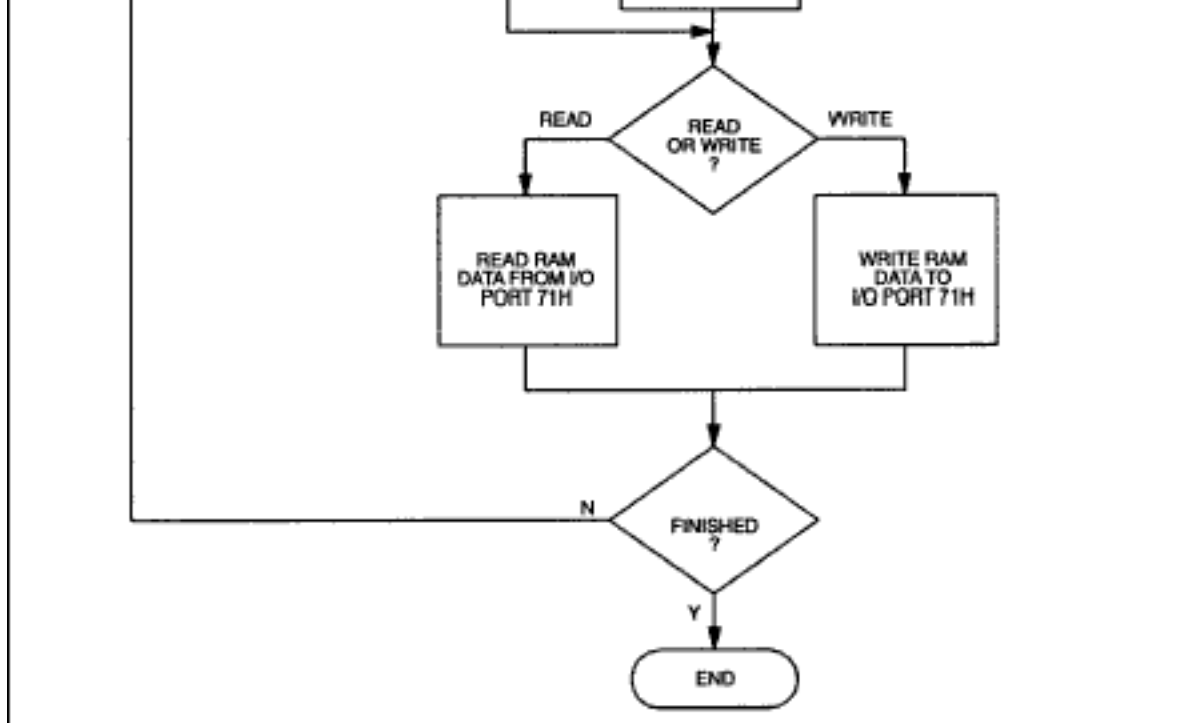 READ
WRITE
READ
OR WRITE
?
READ RAM
DATA FROM I/O
PORT 71H
WRITE RAM
DATA TO
I/O PORT 71H
N
FINISHED
?
Y
END